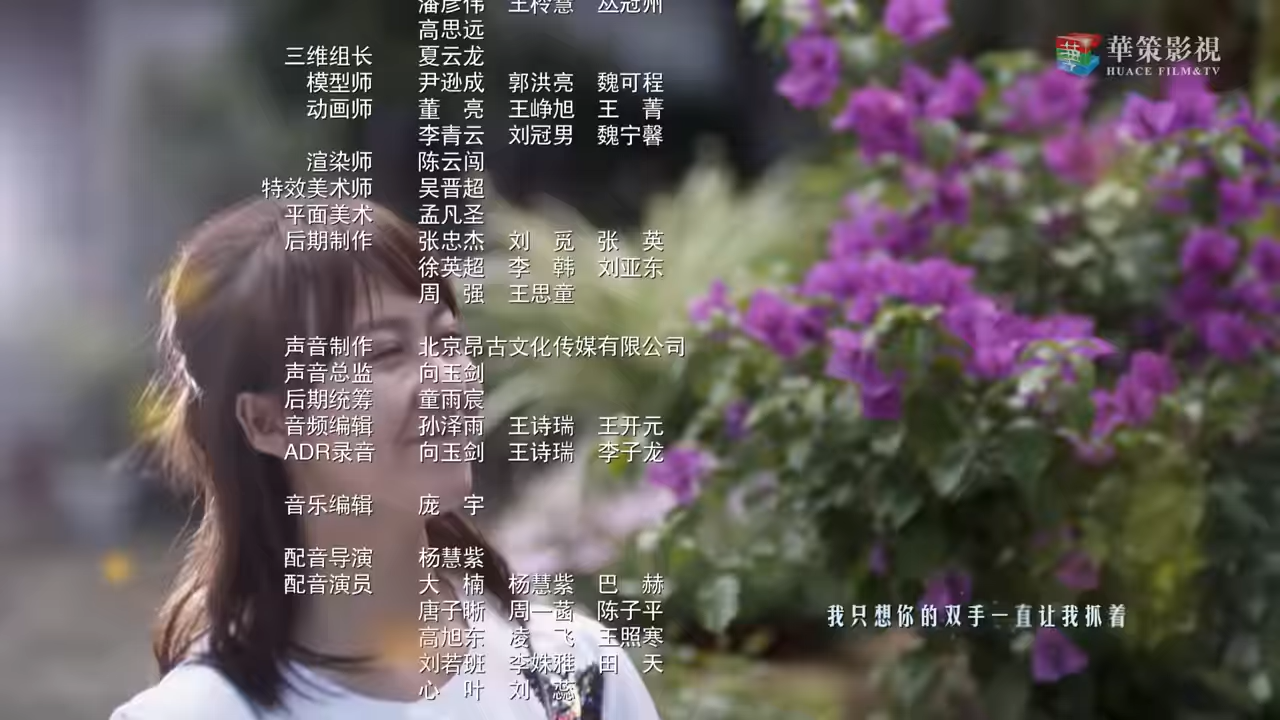 潘彦伟 王柃慧 丛冠州
高思远
三维组长 夏云龙
模型师 尹逊成 郭洪亮 魏可程
动画师 董 亮 王峥旭 王 菁
李青云 刘冠男 魏宁馨
渲染师 陈云闯
特效美术师 吴晋超
平面美术 孟凡圣
后期制作 张忠杰 刘 觅 张 英
徐英超 李 韩 刘亚东
周 强 王思童
声音制作 北京昂古文化传媒有限公司
声音总监 向玉剑
后期统筹 童雨宸
音频编辑 孙泽雨 王诗瑞 王开元
ADR录音 向玉剑 王诗瑞 李子龙
音乐编辑 庞 宇
配音导演 杨慧紫
配音演员 大 楠 杨慧紫 巴 赫
唐子晰 周一菡 陈子平
高旭东 凌 飞 王照寒
刘若班 李姝雅 田 天
心 叶 刘 蕊
華策影視
HUACE FILM&TV
我只想你的双手一直让我抓着